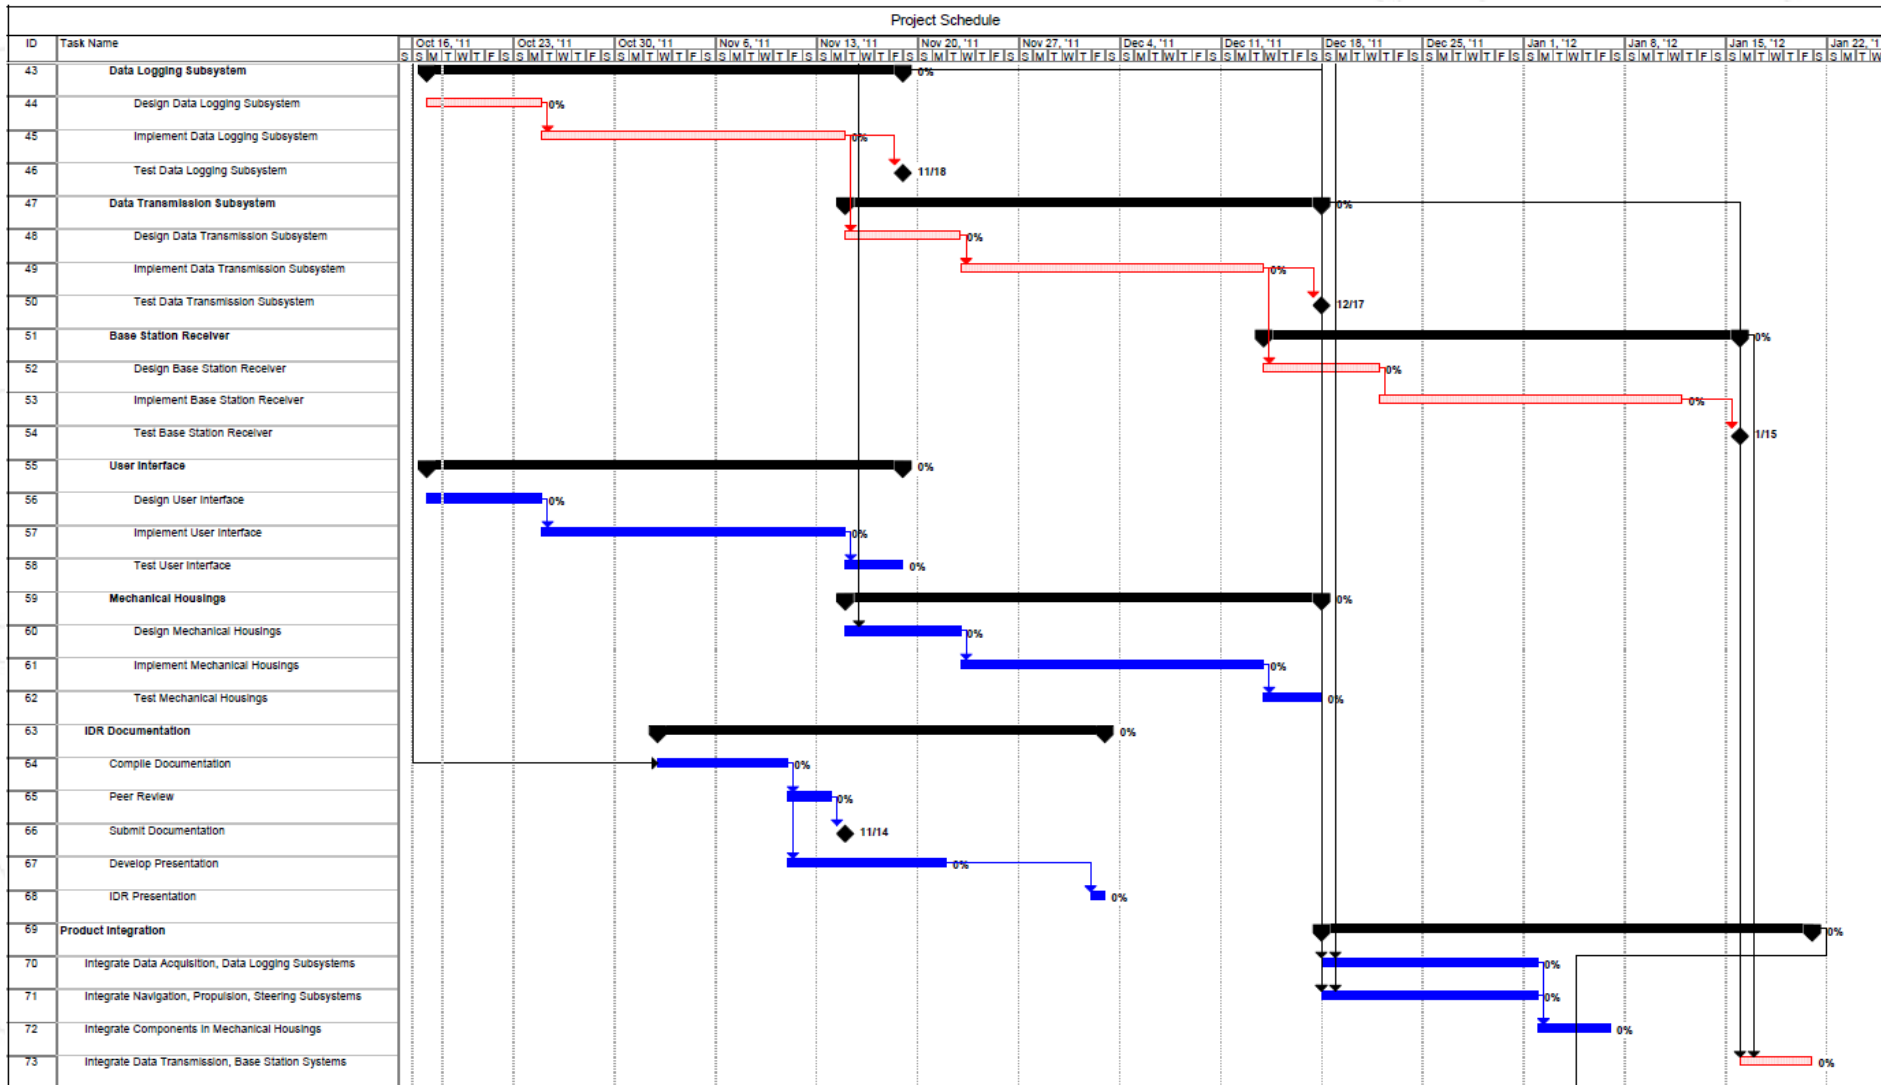 Project Schedule
ID Task Name Oct 16, '11 Oct 23, '11 Oct 30, '11 Nov 6, '11 Nov 13, '11 Nov 20, '11 Nov 27, '11 Dec 4, '11 Dec 11, '11 Dec 18, '11 Dec 25, '11 Jan 1, '12 Jan 8, '12 Jan 15, '12 Jan 22, '1
S S M T W T F S S M T W T F S S M T W T F S S M T W T F S S M T W T F S S M T W T F S S M T W T F S S M T W T F S S M T W T F S S M T W T F S S M T W T F S S M T W T F S S M T W T F S S M T W T F S S M T W
43 Data Logging Subsystem 0%
44 Design Data Logging Subsystem 0%
45 Implement Data Logging Subsystem 0%
46 Test Data Logging Subsystem 11/18
47 Data Transmission Subsystem 0%
48 Design Data Transmission Subsystem 0%
49 Implement Data Transmission Subsystem 0%
50 Test Data Transmission Subsystem 12/17
51 Base Station Receiver 0%
52 Design Base Station Receiver 0%
53 Implement Base Station Receiver 0%
54 Test Base Station Receiver 1/15
55 User Interface 0%
56 Design User Interface 0%
57 Implement User Interface 0%
58 Test User Interface 0%
59 Mechanical Housings 0%
60 Design Mechanical Housings 0%
61 Implement Mechanical Housings 0%
62 Test Mechanical Housings 0%
63 IDR Documentation 0%
64 Compile Documentation 0%
65 Peer Review 0%
66 Submit Documentation 11/14
67 Develop Presentation 0%
68 IDR Presentation 0%
69 Product Integration 0%
70 Integrate Data Acquisition, Data Logging Subsystems 0%
71 Integrate Navigation, Propulsion, Steering Subsystems 0%
72 Integrate Components in Mechanical Housings 0%
73 Integrate Data Transmission, Base Station Systems 0%